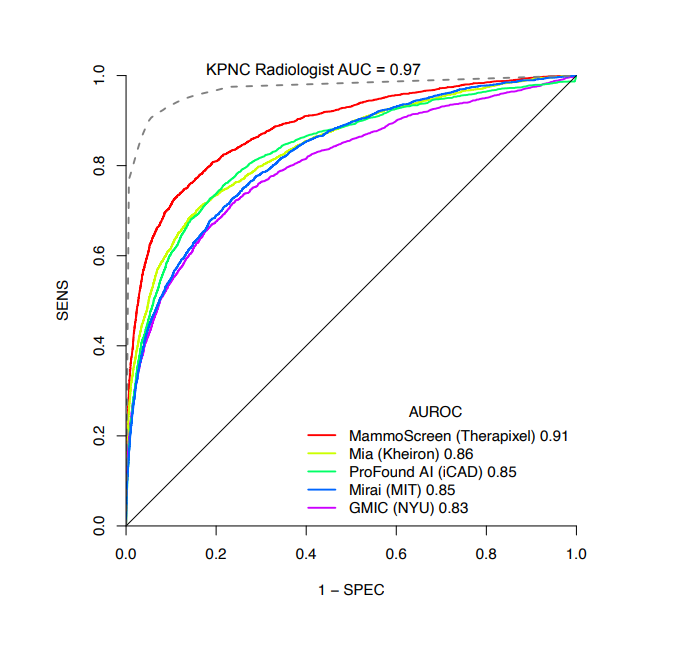 KPNC Radiologist AUC = 0.97
1.0
0.8
0.6
0.4
0.2
0.0
SENS
AUROC
MammoScreen (Therapixel) 0.91
Mia (Kheiron) 0.86
ProFound AI (iCAD) 0.85
Mirai (MIT) 0.85
GMIC (NYU) 0.83
0.0 0.2 0.4 0.6 0.8 1.0
1 − SPEC